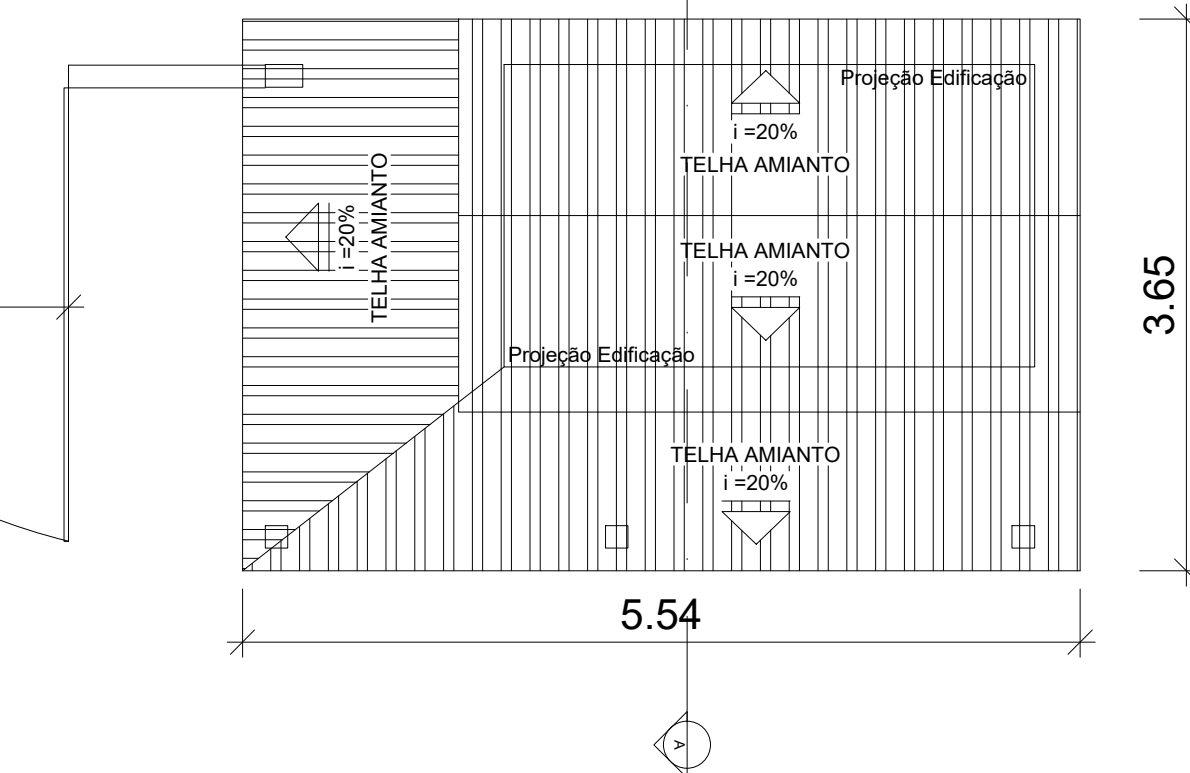 Projeção Edificação
i =20%
TELHA AMIANTO
TELHA AMIANTO
i =20%
TELHA AMIANTO
i =20%
Projeção Edificação
TELHA AMIANTO
i =20%
3.65
5.54
A